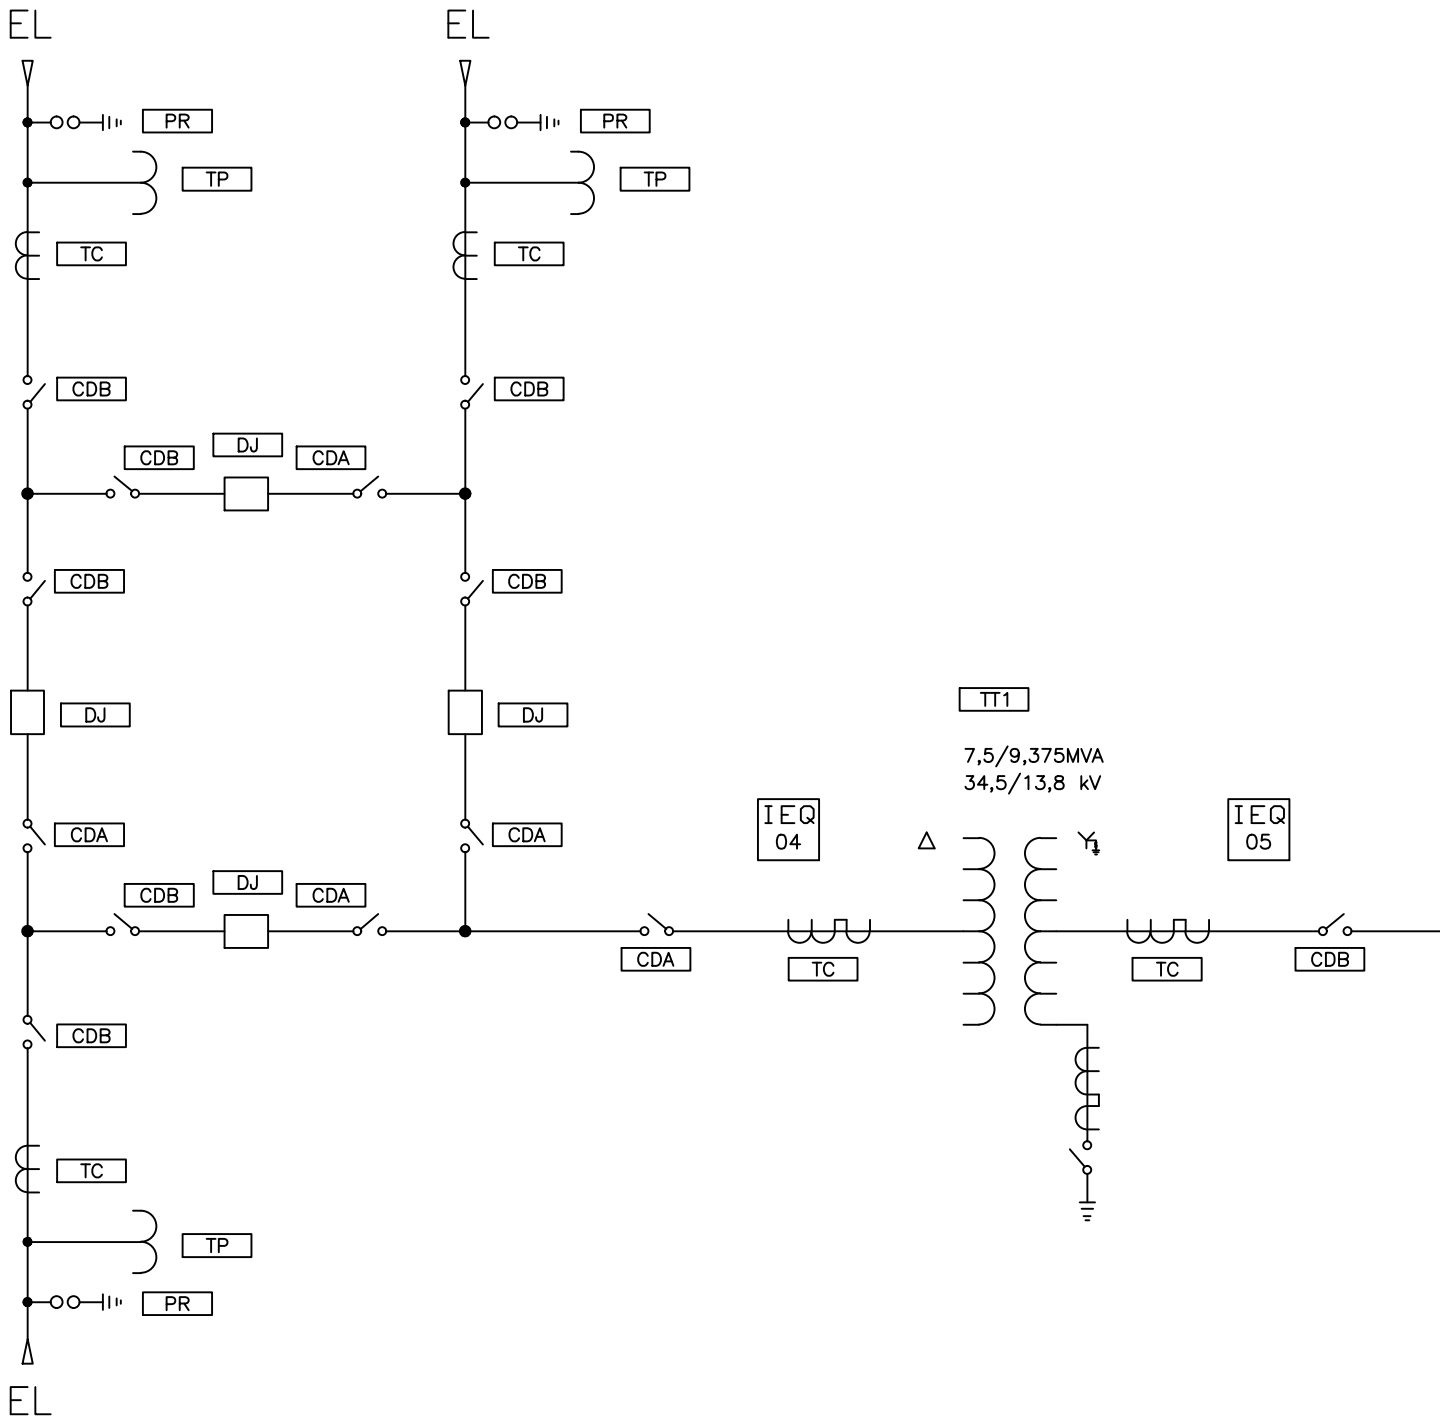 EL
EL
PR
PR
TP
TP
TC
TC
CDB
CDB
CDB
DJ
CDA
CDB
CDB
DJ
DJ
TT1
7,5/9,375MVA
34,5/13,8 kV
IEQ
04
IEQ
05
CDA
CDA
CDB
DJ
CDA
CDA
TC
TC
CDB
CDB
TC
TP
PR
EL